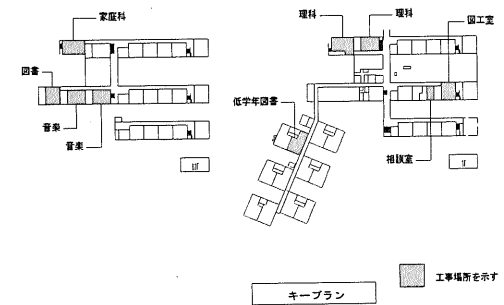 家庭科
図書
音楽
音楽
理科
理科
図工室
低学年図書
相談室
1F
工事場所を示す
キープラン